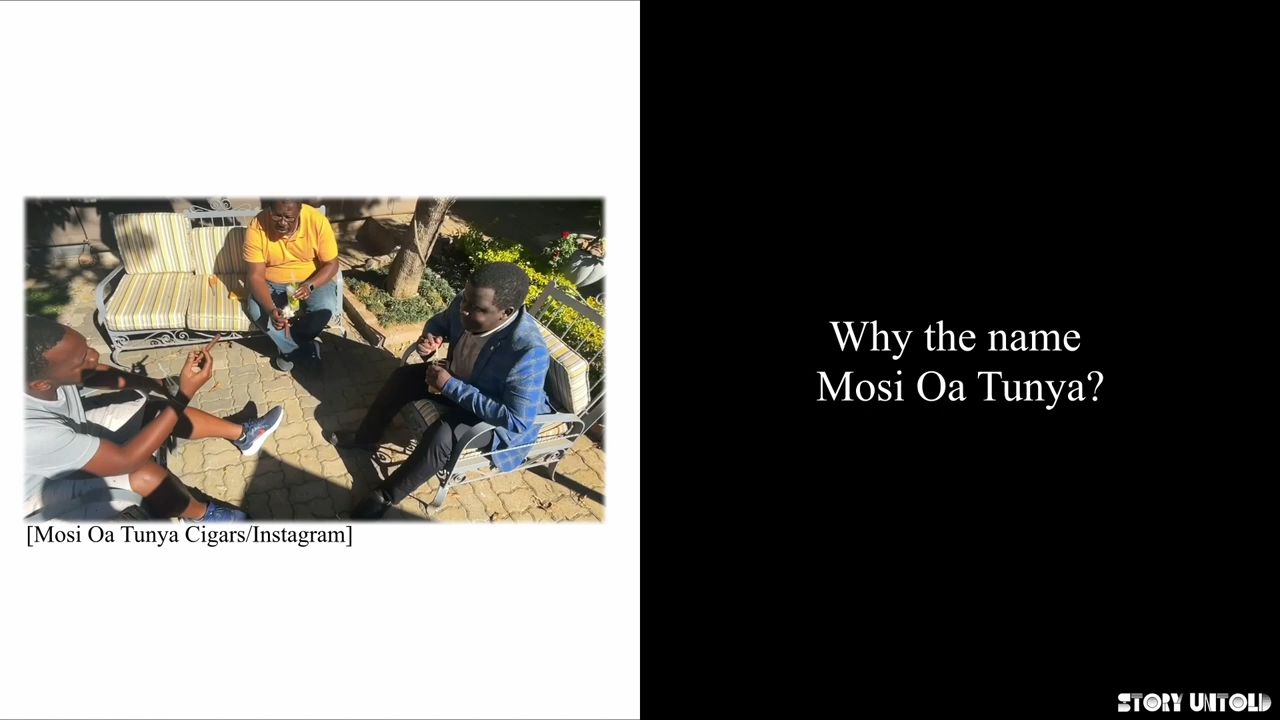 [Mosi Oa Tunya Cigars/Instagram]
Why the name
Mosi Oa Tunya?
STORY UNTOLD